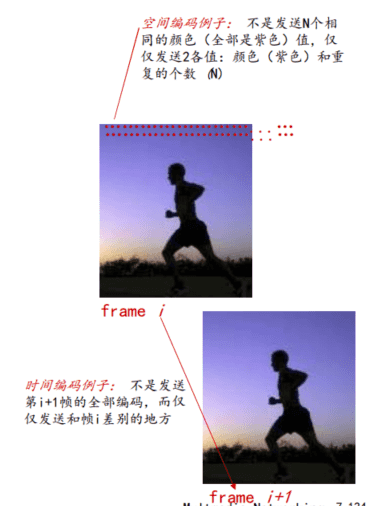 空间编码例子： 不是发送N个相
同的颜色（全部是紫色）值，仅
仅发送2各值：颜色（紫色）和重
复的个数 (N)
frame i
时间编码例子： 不是发送
第i+1帧的全部编码，而仅
仅发送和帧i差别的地方
frame i+1